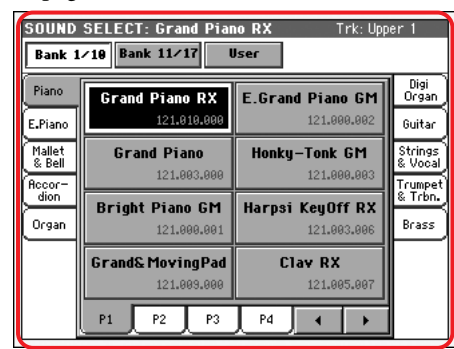 SOUND SELECT: Grand Piano RX Trk: Upper 1
Bank 1/10 Bank 11/17 User
Piano
E.Piano
Mallet
& Bell
Accor-
dion
Organ
Grand Piano RX
121.010.000
E.Grand Piano GM
121.000.002
Grand Piano
121.003.000
Honky-Tonk GM
121.000.003
Bright Piano GM
121.000.001
Harpsi KeyOff RX
121.003.006
Grand&MovingPad
121.009.000
Clav RX
121.005.007
Digi
Organ
Guitar
Strings
& Vocal
Trumpet
& Trbn.
Brass
P1 P2 P3 P4